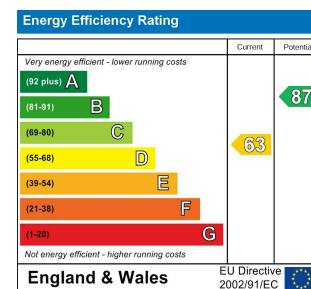 Energy Efficiency Rating
Current Potentia
Very energy efficient - lower running costs
(92 plus) A
(81-91) B
87
(69-80) C
63
(55-68) D
(39-54) E
(21-38) F
(1-20) G
Not energy efficient - higher running costs
England & Wales
EU Directive
2002/91/EC